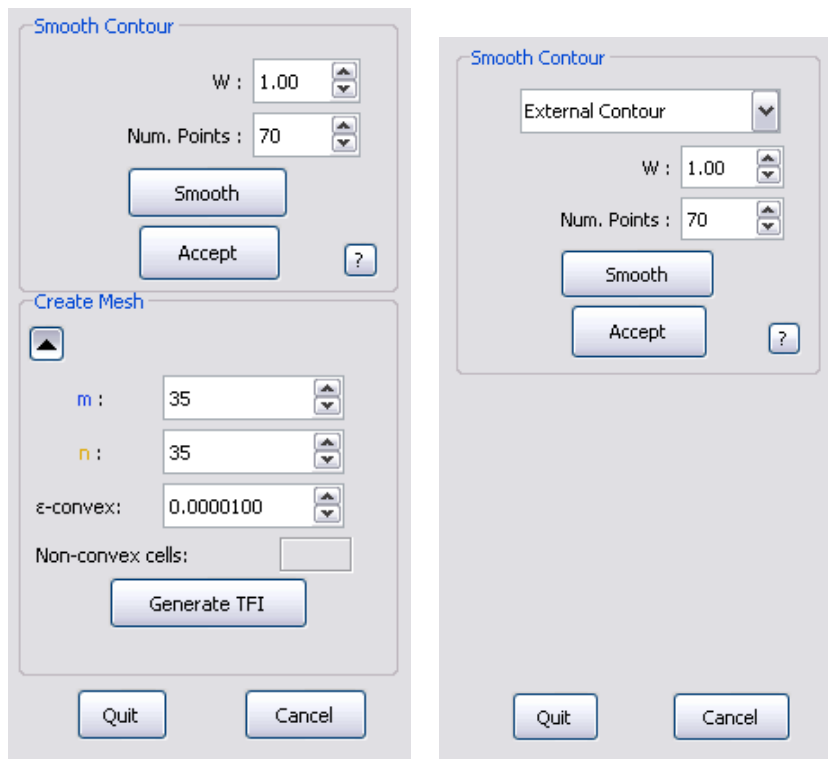 Smooth Contour
W : 1.00
Num. Points : 70
Smooth
Accept
?
Create Mesh
m : 35
n : 35
ε-convex: 0.0000100
Non-convex cells:
Generate TFI
Quit Cancel
Smooth Contour
External Contour
W : 1.00
Num. Points : 70
Smooth
Accept
?
Quit Cancel